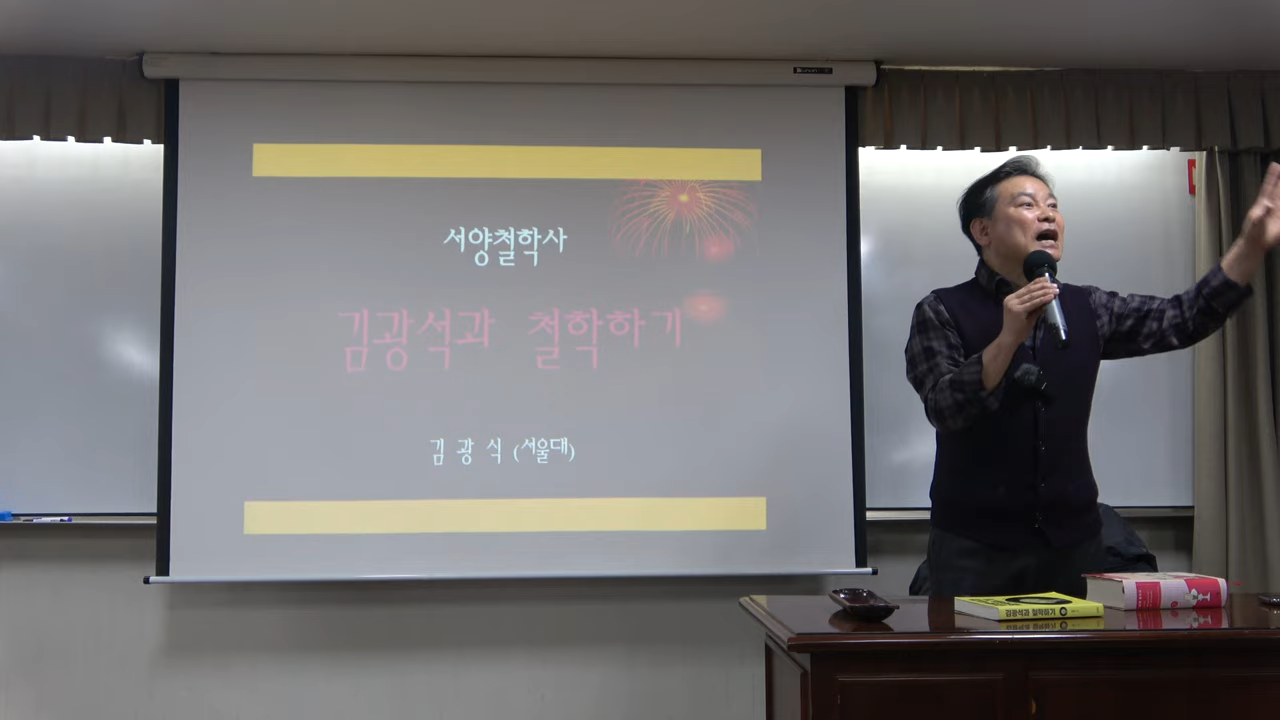 서양철학사
김광석과 철학하기
김 광 식 (서울대)
김광석과 철학하기